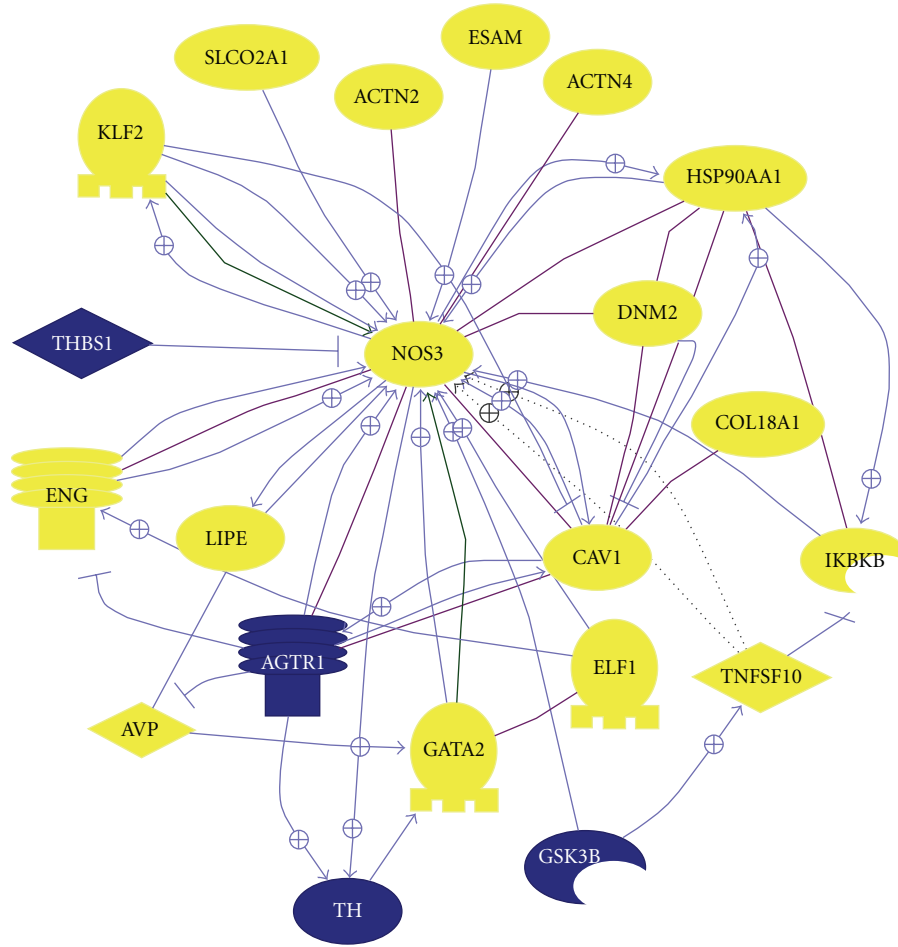 ESAM
SLCO2A1
ACTN2
ACTN4
KLF2
HSP90AA1
DNM2
THBS1
NOS3
COL18A1
ENG
LIPE
CAV1
IKBKB
AGTR1
ELF1
TNFSF10
AVP
GATA2
GSK3B
TH